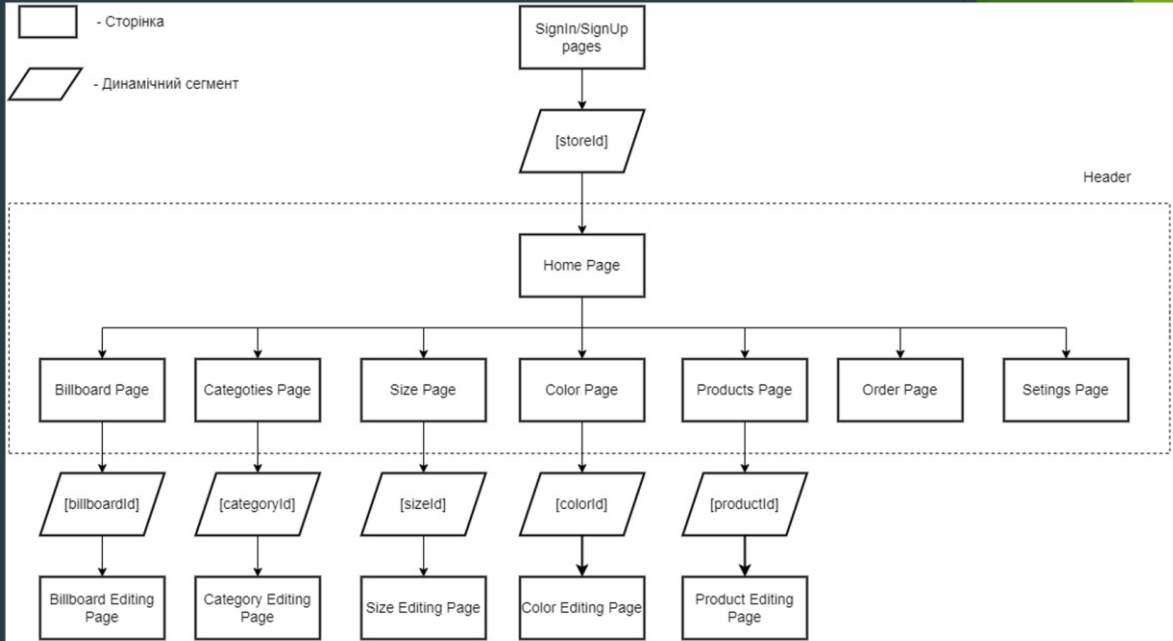 - Сторінка
- Динамічний сегмент
SignIn/SignUp
pages
[storeId]
Header
Home Page
Billboard Page
Categoties Page
Size Page
Color Page
Products Page
Order Page
Setings Page
[billboardId]
[categoryId]
[sizeId]
[colorId]
[productId]
Billboard Editing
Page
Category Editing
Page
Size Editing Page
Color Editing Page
Product Editing
Page